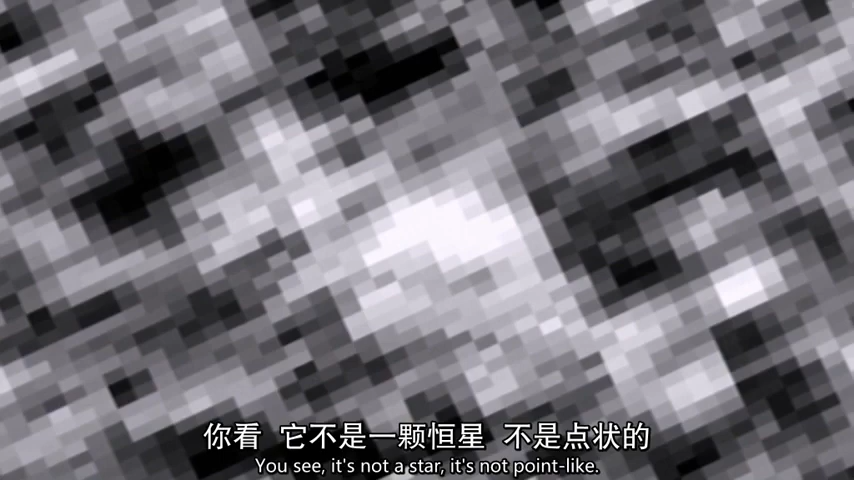 你看 它不是一颗恒星 不是点状的
You see, it's not a star, it's not point-like.